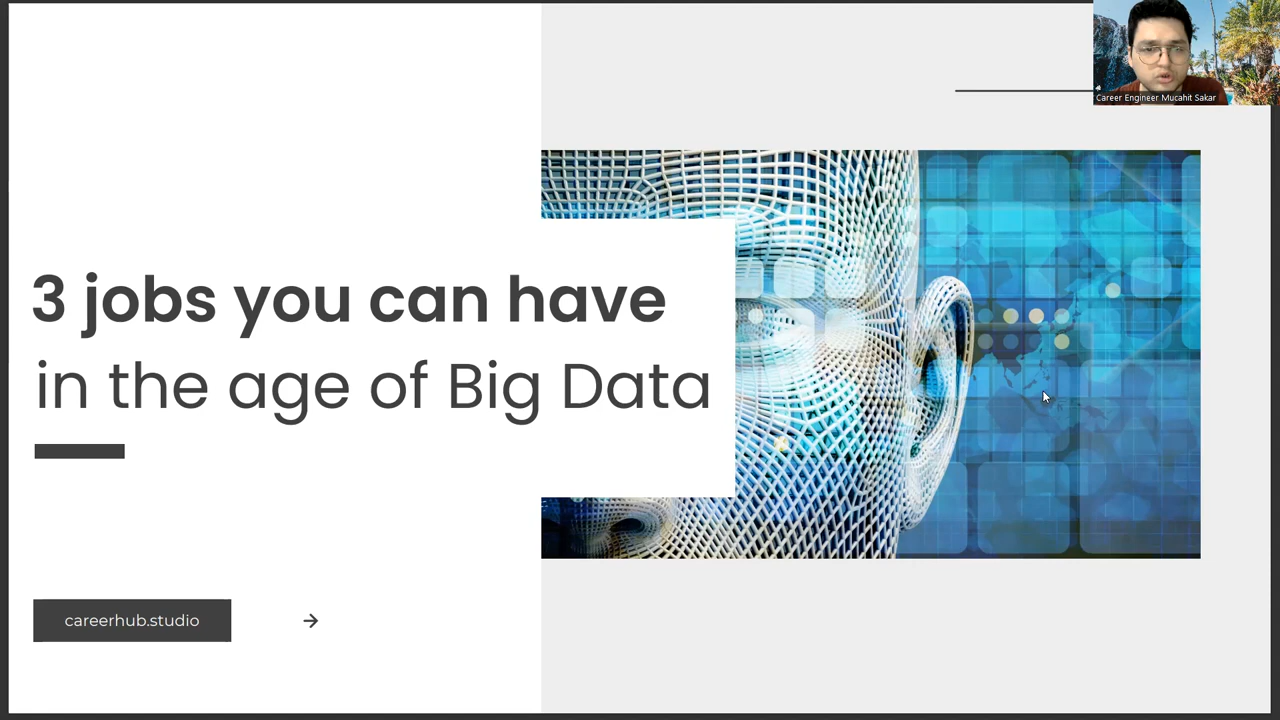 Career Engineer Mucahit Sakar
3 jobs you can have
in the age of Big Data
careerhub.studio